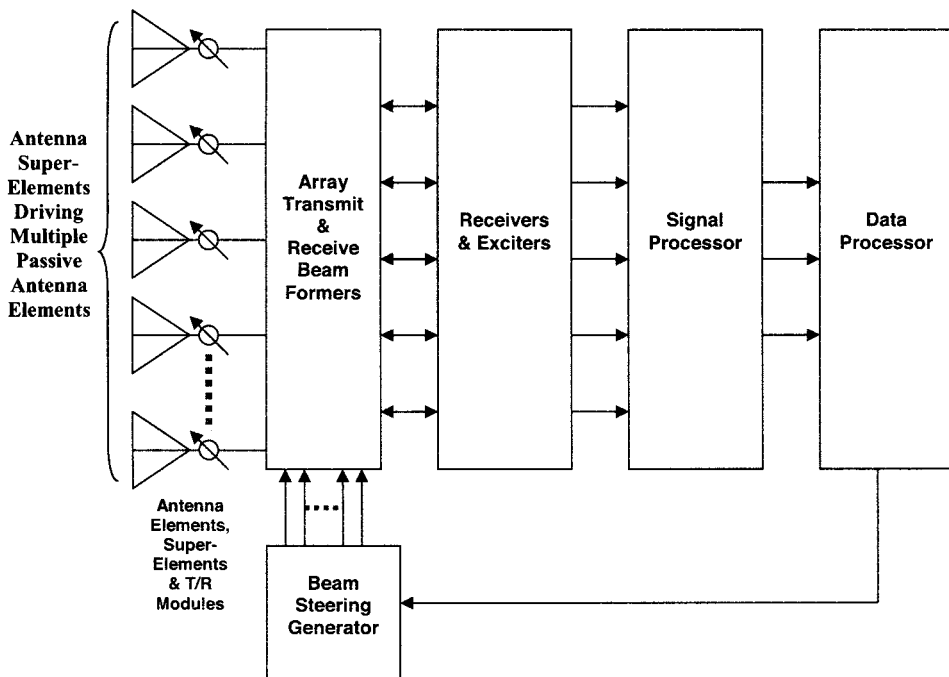 Antenna
Super-
Elements
Driving
Multiple
Passive
Antenna
Elements
Array
Transmit
&
Receive
Beam
Formers
Receivers
& Exciters
Signal
Processor
Data
Processor
Antenna
Elements,
Super-
Elements
& T/R
Modules
Beam
Steering
Generator